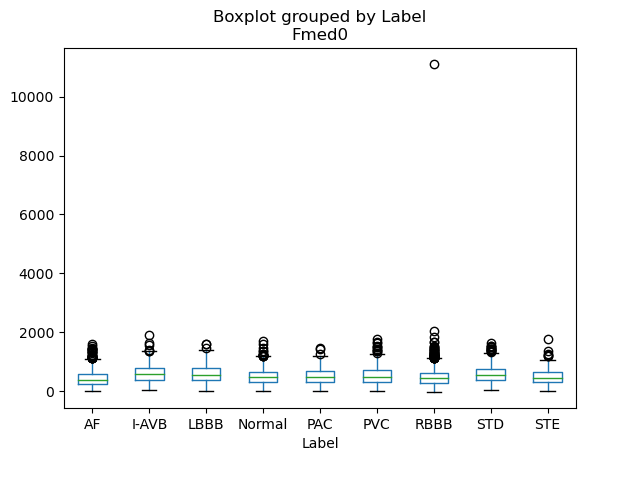 Boxplot grouped by Label
Fmed0
10000
8000
6000
4000
2000
0
AF I-AVB LBBB Normal PAC PVC RBBB STD STE
Label